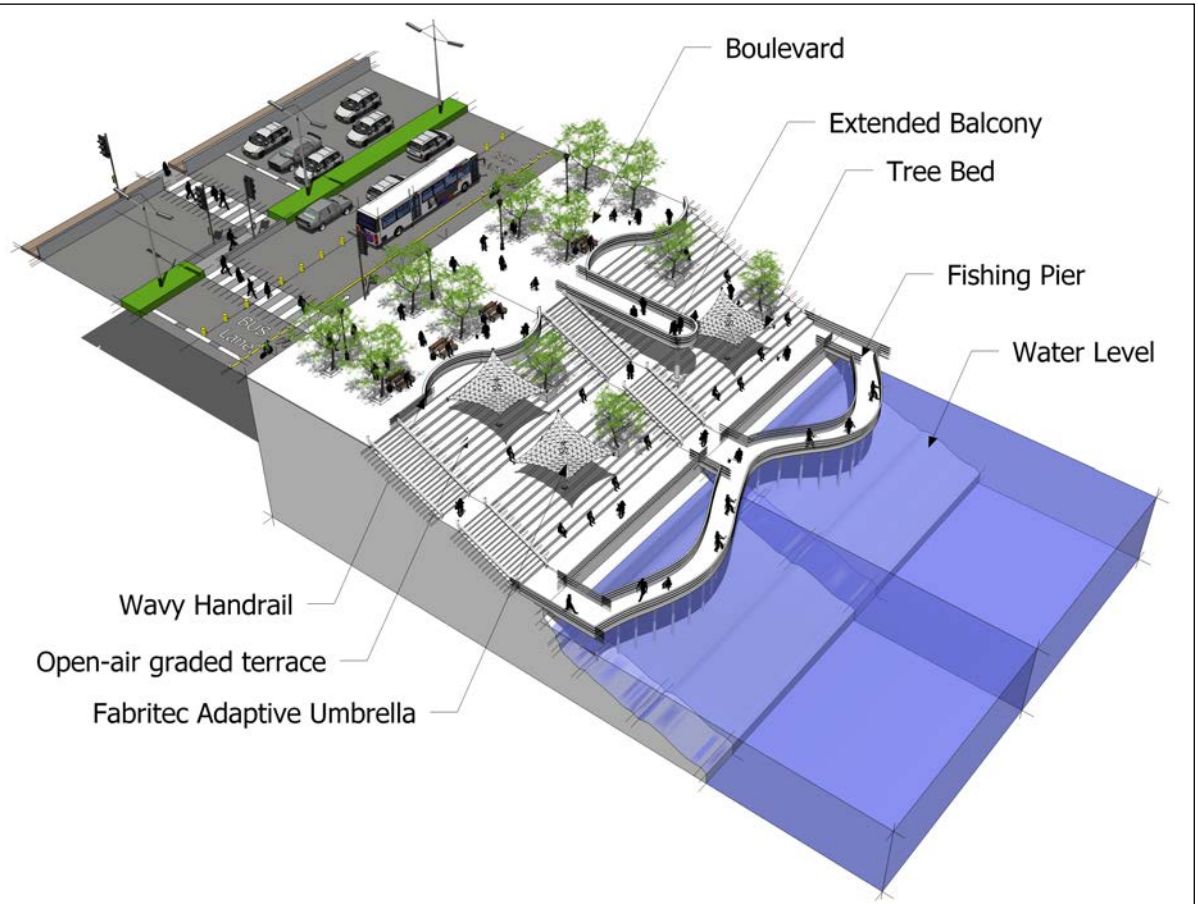 Boulevard
Extended Balcony
Tree Bed
Fishing Pier
Water Level
BUS
Lane
Wavy Handrail
Open-air graded terrace
Fabritec Adaptive Umbrella